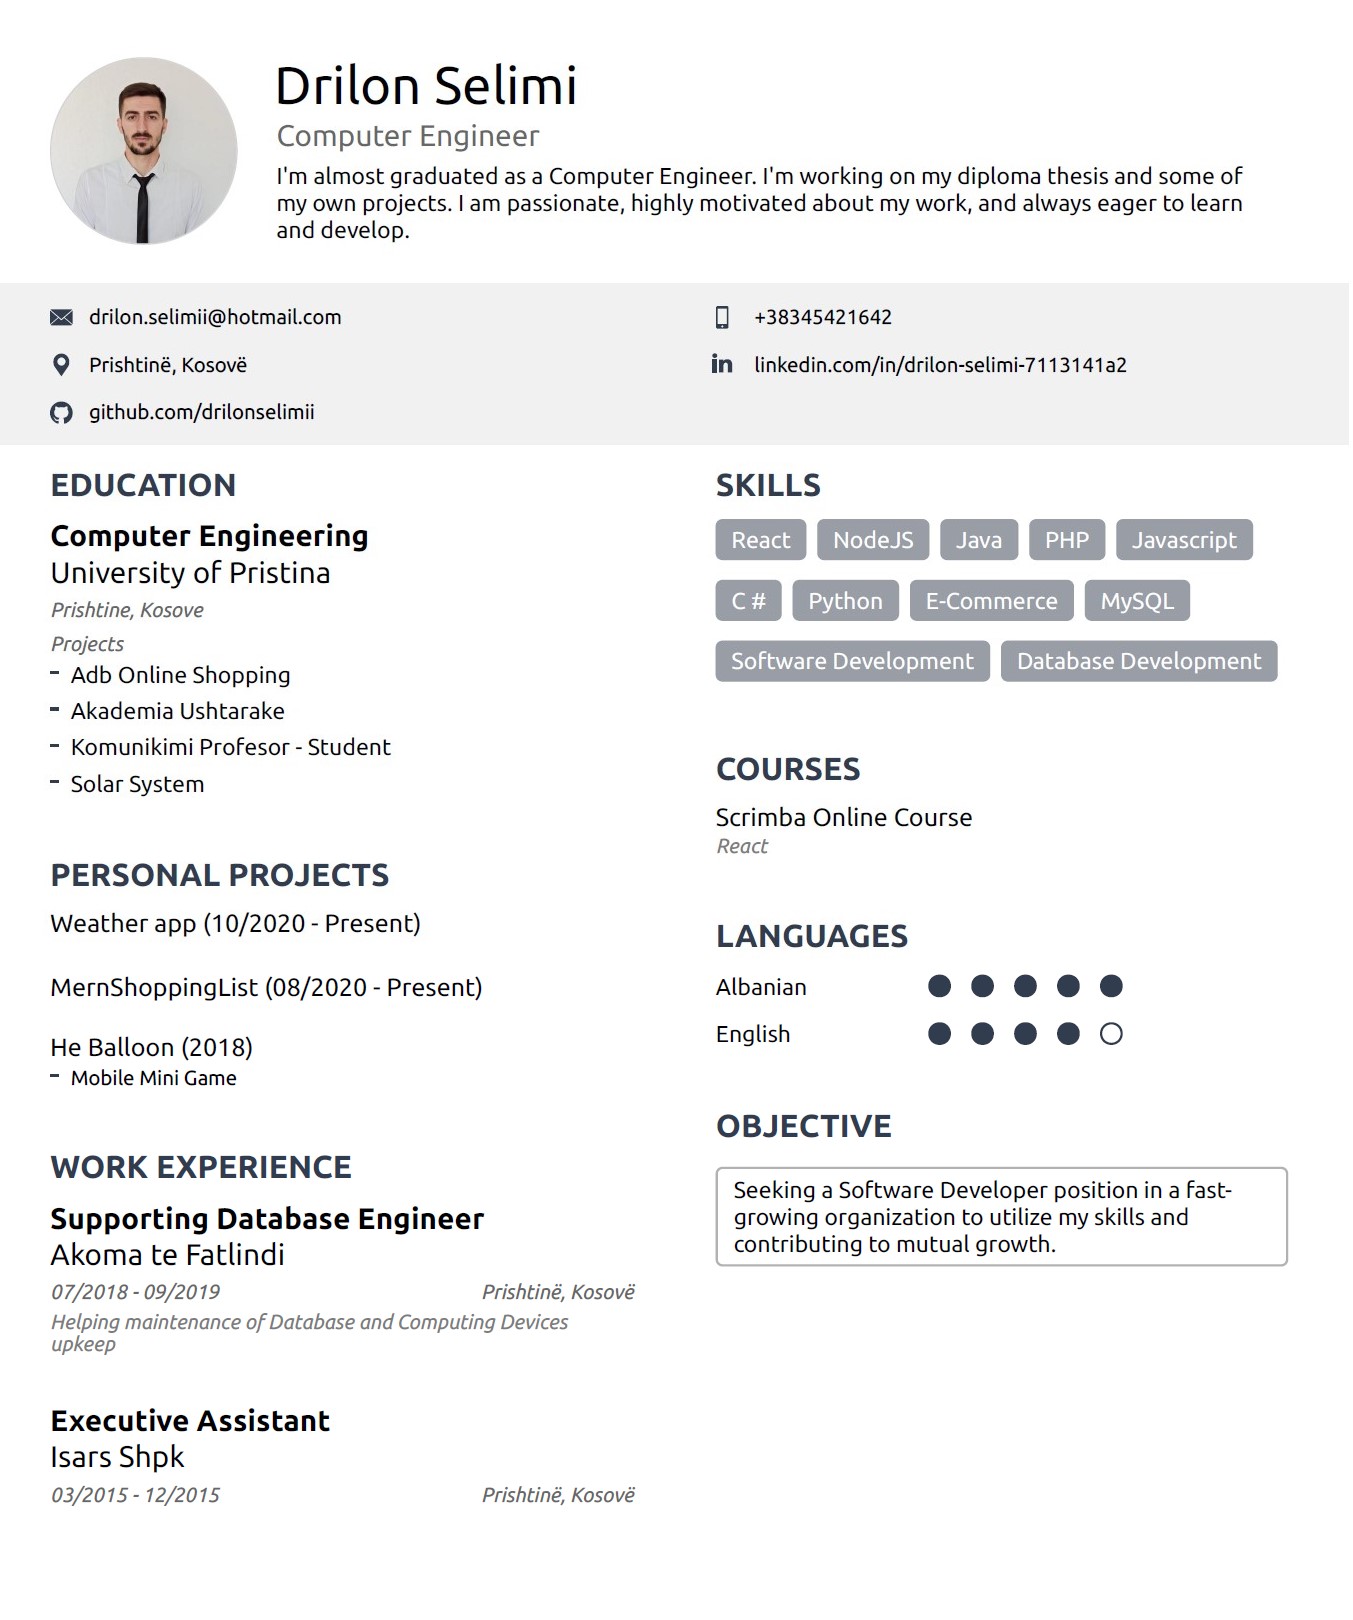 Drilon Selimi
Computer Engineer
I'm almost graduated as a Computer Engineer. I'm working on my diploma thesis and some of
my own projects. I am passionate, highly motivated about my work, and always eager to learn
and develop.
drilon.selimii@hotmail.com
+38345421642
Prishtinë, Kosovë
linkedin.com/in/drilon-selimi-7113141a2
github.com/drilonselimii
EDUCATION
Computer Engineering
University of Pristina
Prishtine, Kosove
Projects
- Adb Online Shopping
- Akademia Ushtarake
- Komunikimi Profesor - Student
- Solar System
PERSONAL PROJECTS
Weather app (10/2020 - Present)
MernShoppingList (08/2020 - Present)
He Balloon (2018)
- Mobile Mini Game
WORK EXPERIENCE
Supporting Database Engineer
Akoma te Fatlindi
07/2018 - 09/2019 Prishtinë, Kosovë
Helping maintenance of Database and Computing Devices
upkeep
Executive Assistant
Isars Shpk
03/2015 - 12/2015 Prishtinë, Kosovë
SKILLS
React NodeJS Java PHP Javascript
C # Python E-Commerce MySQL
Software Development Database Development
COURSES
Scrimba Online Course
React
LANGUAGES
Albanian
English
OBJECTIVE
Seeking a Software Developer position in a fast-
growing organization to utilize my skills and
contributing to mutual growth.